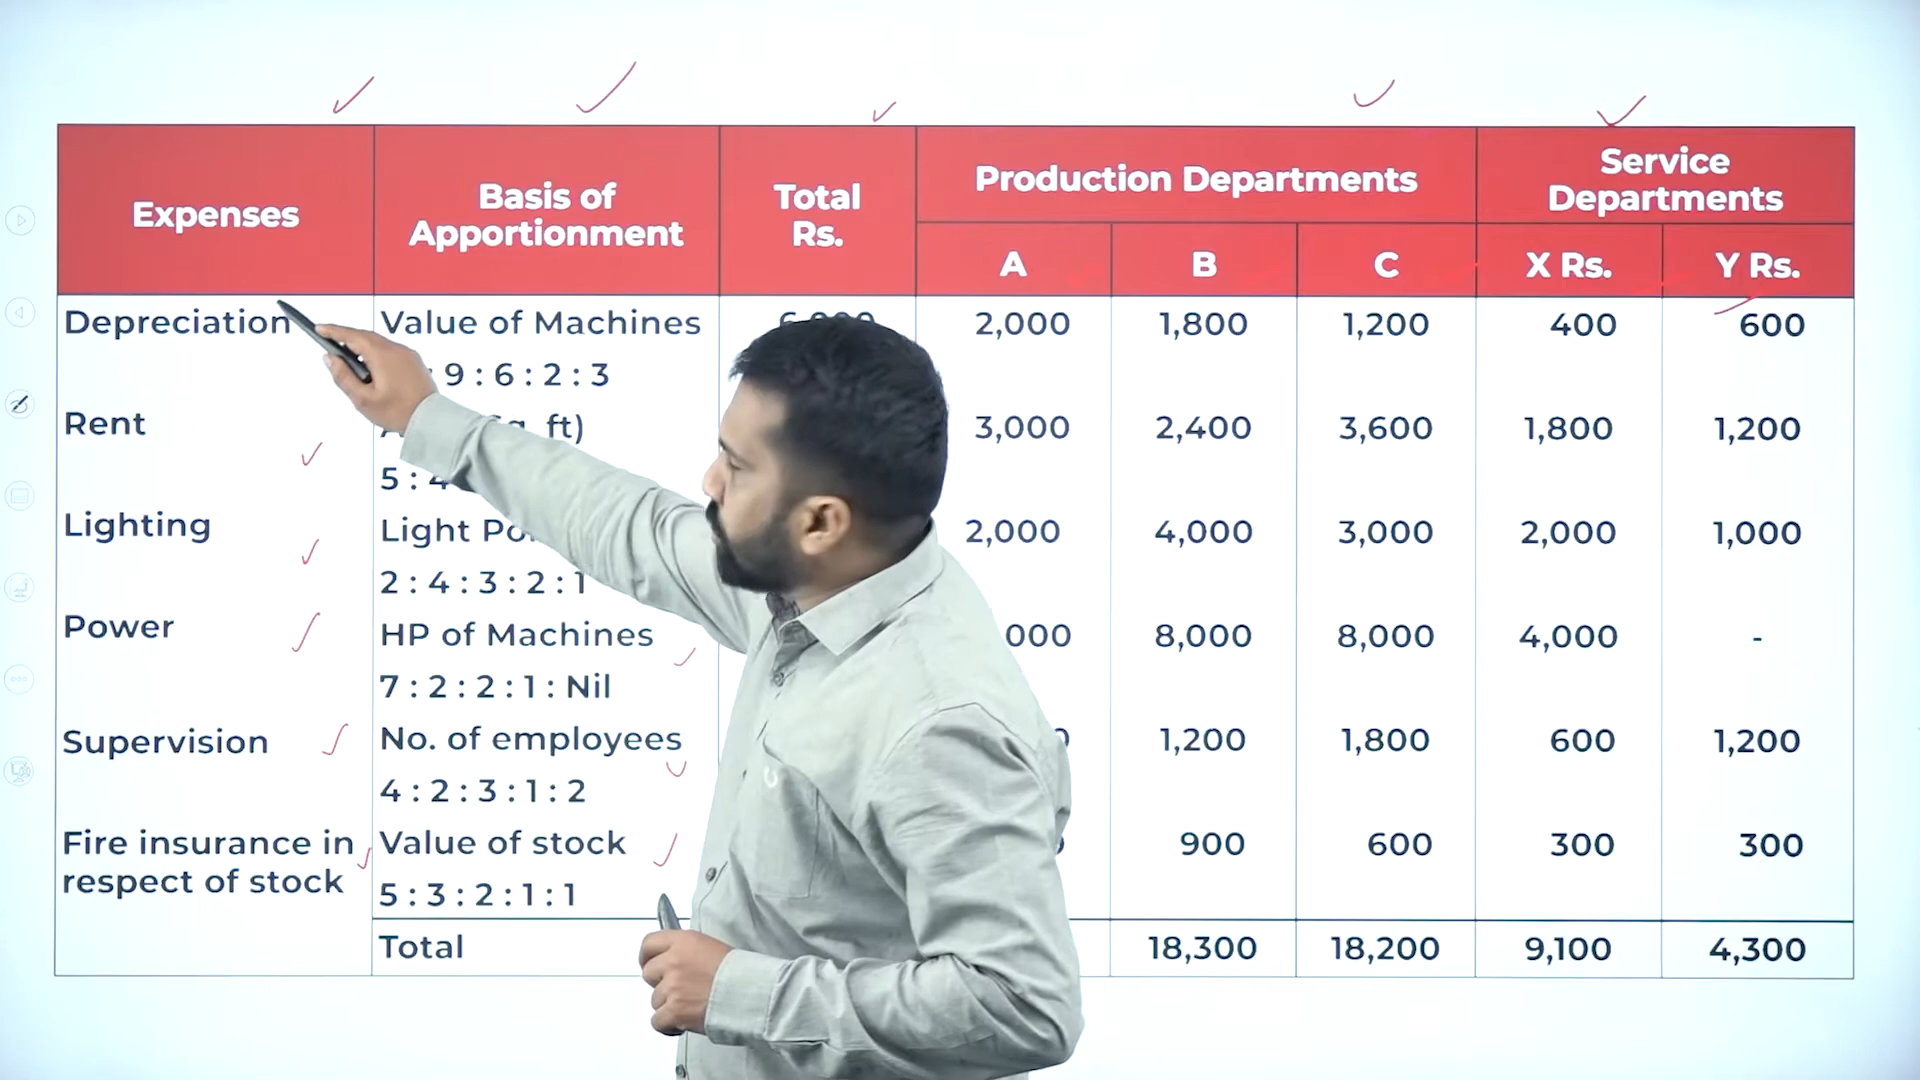 Expenses
Basis of
Apportionment
Total
Rs.
Production Departments
Service
Departments
A B C X Rs. Y Rs.
Depreciation Value of Machines 2,000 1,800 1,200 400 600
: 9 : 6 : 2 : 3
Rent ft) 3,000 2,400 3,600 1,800 1,200
5 : 4
Lighting Light 2,000 4,000 3,000 2,000 1,000
2 : 4 : 3 : 2 : 1
Power HP of Machines 000 8,000 8,000 4,000 -
7 : 2 : 2 : 1 : Nil
Supervision No. of employees 1,200 1,800 600 1,200
4 : 2 : 3 : 1 : 2
Fire insurance in Value of stock 900 600 300 300
respect of stock
5 : 3 : 2 : 1 : 1
Total 18,300 18,200 9,100 4,300